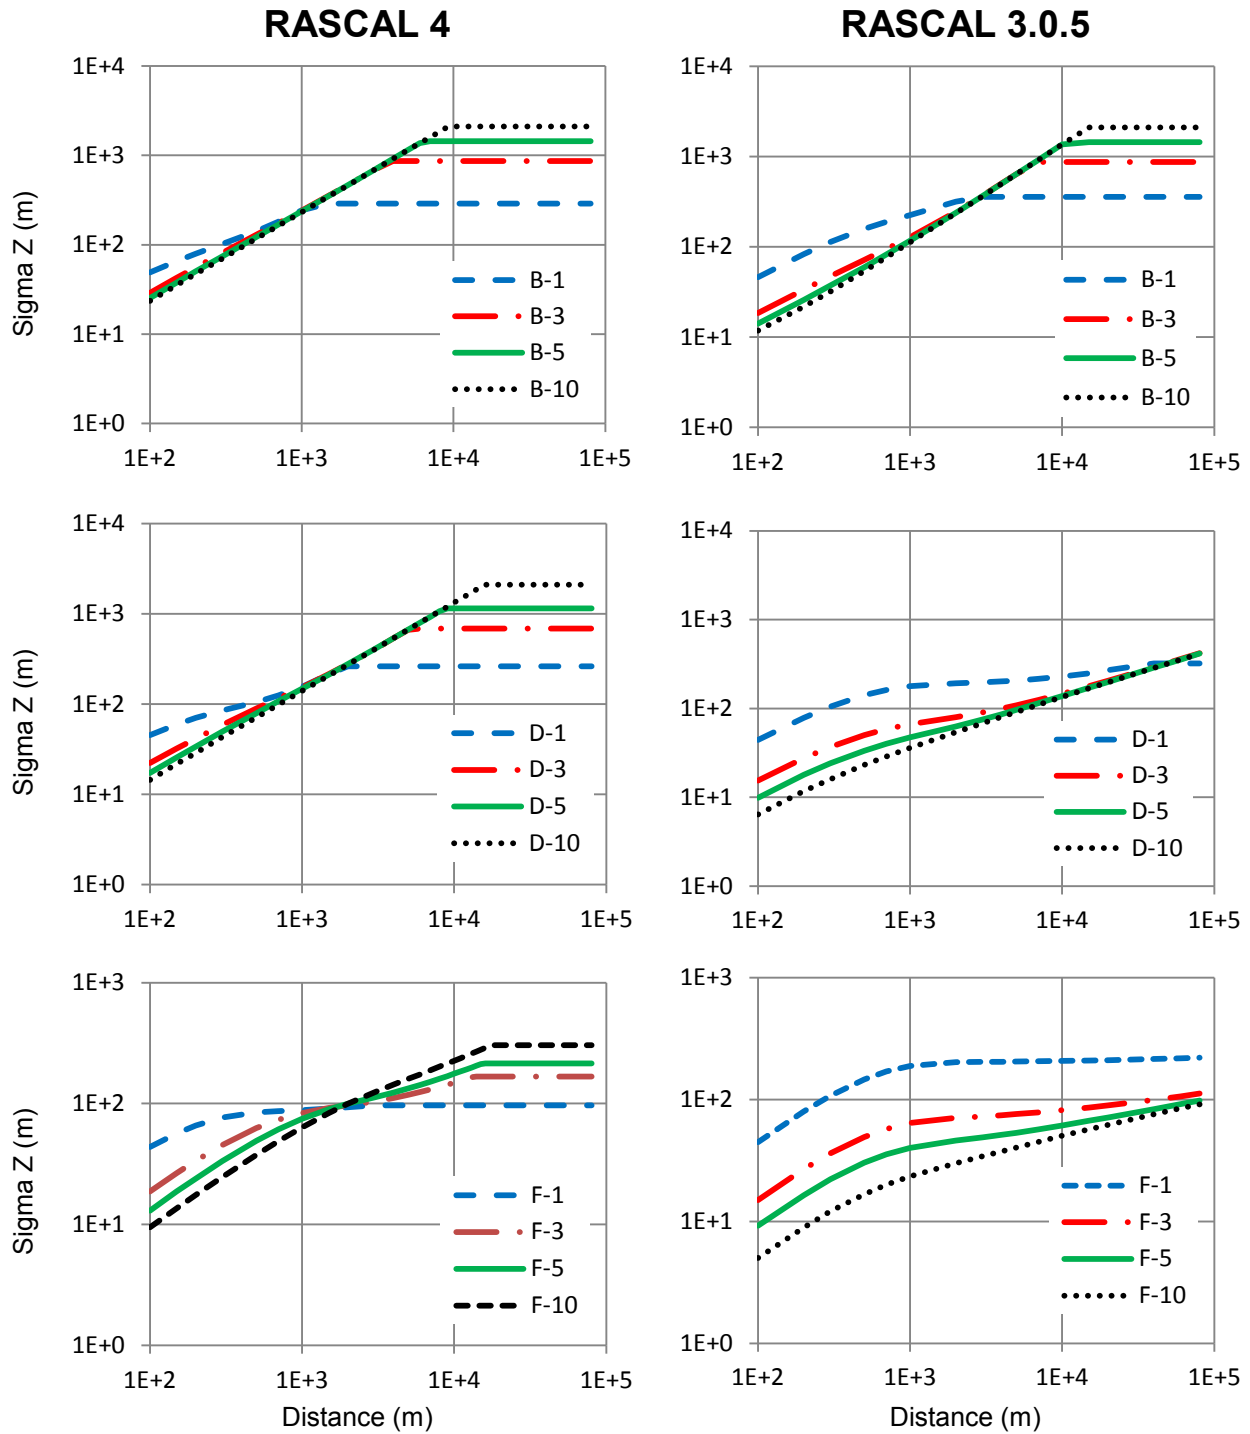 RASCAL 4
RASCAL 3.0.5
Sigma Z (m)
1E+4
1E+3
1E+2
1E+1
1E+0
1E+2 1E+3 1E+4 1E+5
B-1
B-3
B-5
B-10
1E+4
1E+3
1E+2
1E+1
1E+0
1E+2 1E+3 1E+4 1E+5
B-1
B-3
B-5
B-10
Sigma Z (m)
1E+4
1E+3
1E+2
1E+1
1E+0
1E+2 1E+3 1E+4 1E+5
D-1
D-3
D-5
D-10
1E+4
1E+3
1E+2
1E+1
1E+0
1E+2 1E+3 1E+4 1E+5
D-1
D-3
D-5
D-10
Sigma Z (m)
1E+3
1E+2
1E+1
1E+0
1E+2 1E+3 1E+4 1E+5
F-1
F-3
F-5
F-10
Distance (m)
1E+3
1E+2
1E+1
1E+0
1E+2 1E+3 1E+4 1E+5
F-1
F-3
F-5
F-10
Distance (m)